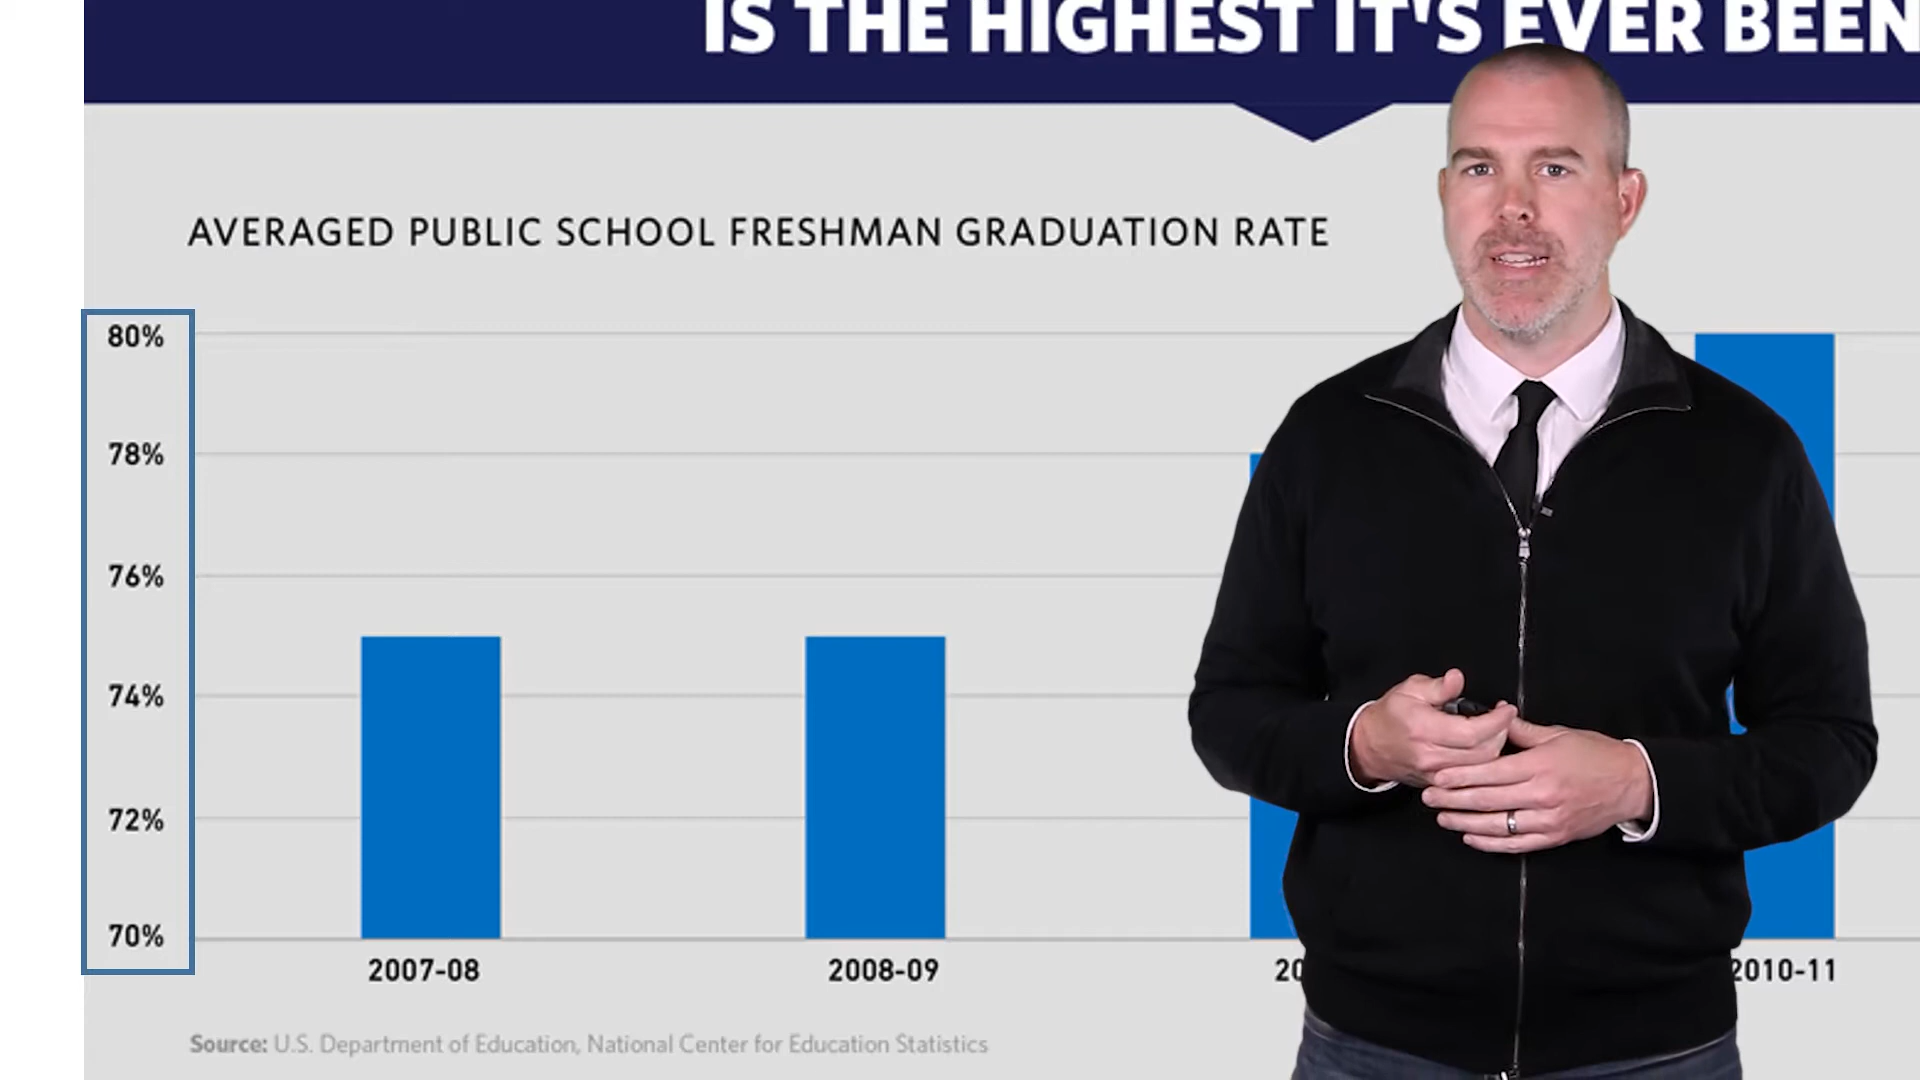 IS THE HIGHEST IT'S EVER BEEN
AVERAGED PUBLIC SCHOOL FRESHMAN GRADUATION RATE
80%
78%
76%
74%
72%
70%
2007-08 2008-09 20 2010-11
Source: U.S. Department of Education, National Center for Education Statistics